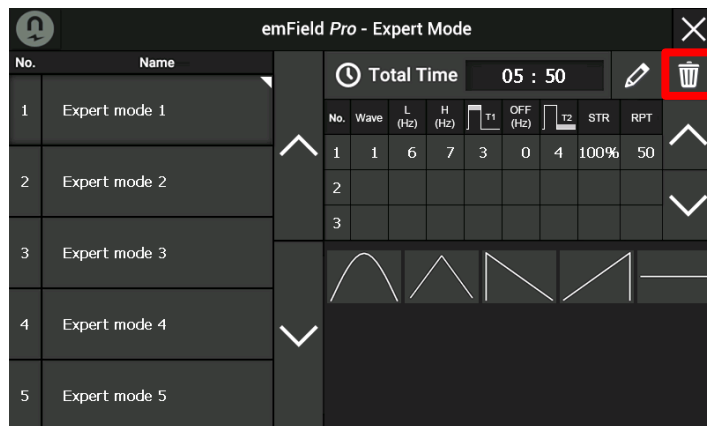 emField Pro - Expert Mode
No. Name
1 Expert mode 1
2 Expert mode 2
3 Expert mode 3
4 Expert mode 4
5 Expert mode 5
Total Time 05 : 50
No. Wave L (Hz) H (Hz) T1 OFF (Hz) T2 STR RPT
1 1 6 7 3 0 4 100% 50
2
3